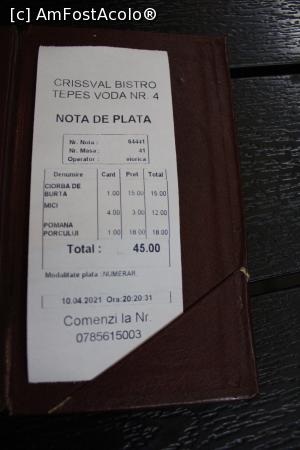 [c] AmFostAcolo®
CRISSVAL BISTRO
TEPES VODA NR. 4
NOTA DE PLATA
Nr. Nota : 64441
Nr. Masa : 41
Operator : viorica
Denumire Cant Pret Total
CIORBA DE
BURTA 1.00 15.00 15.00
MICI
4.00 3.00 12.00
POMANA
PORCULUI 1.00 18.00 18.00
Total : 45.00
Modalitate plata : NUMERAR,
10.04.2021 Ora:20:20:31
Comenzi la Nr.
0785615003